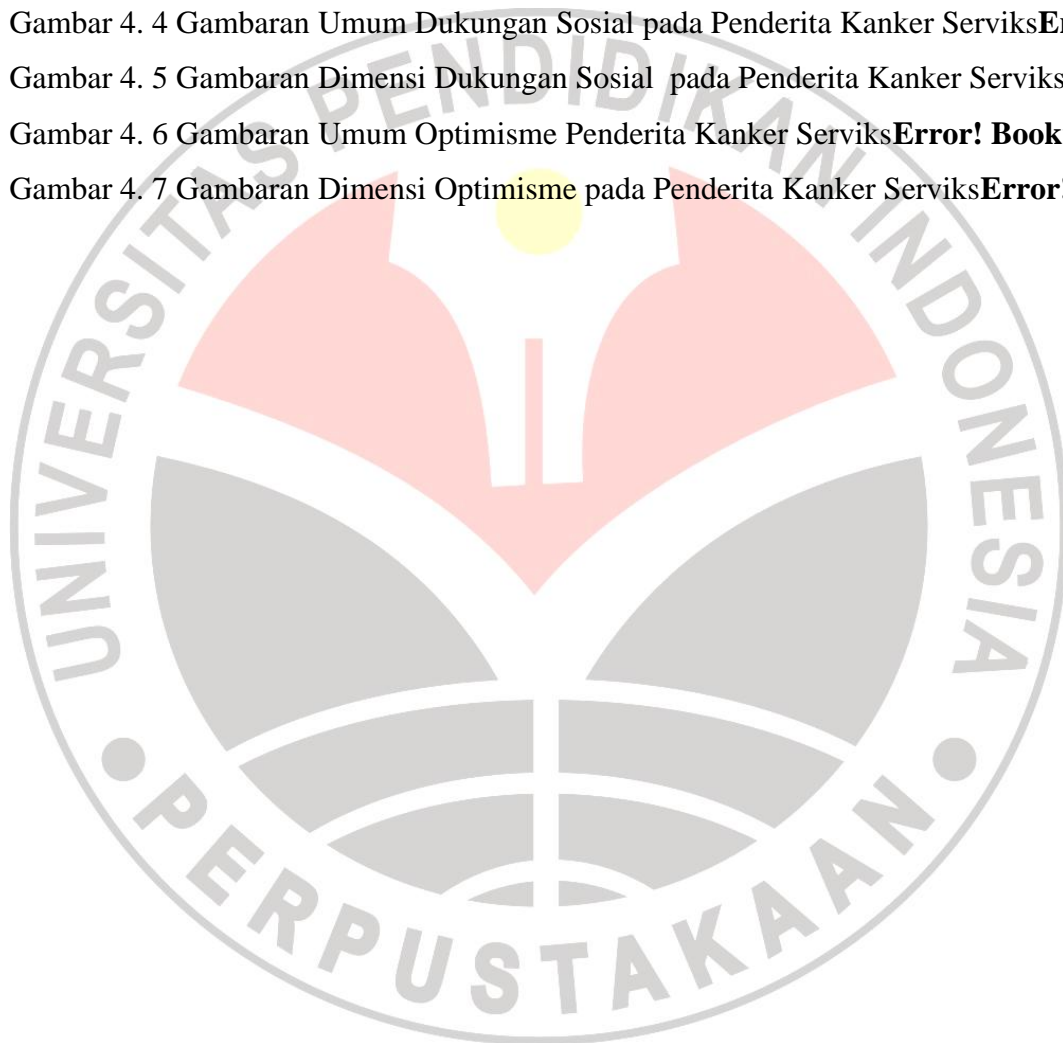 Gambar 4. 4 Gambaran Umum Dukungan Sosial pada Penderita Kanker ServiksEr
Gambar 4. 5 Gambaran Dimensi Dukungan Sosial  pada Penderita Kanker Serviks
Gambar 4. 6 Gambaran Umum Optimisme Penderita Kanker ServiksError! Book
Gambar 4. 7 Gambaran Dimensi Optimisme pada Penderita Kanker ServiksError!
UNIVERSITAS PENDIDIKAN INDONESIA
PERPUSTAKAAN